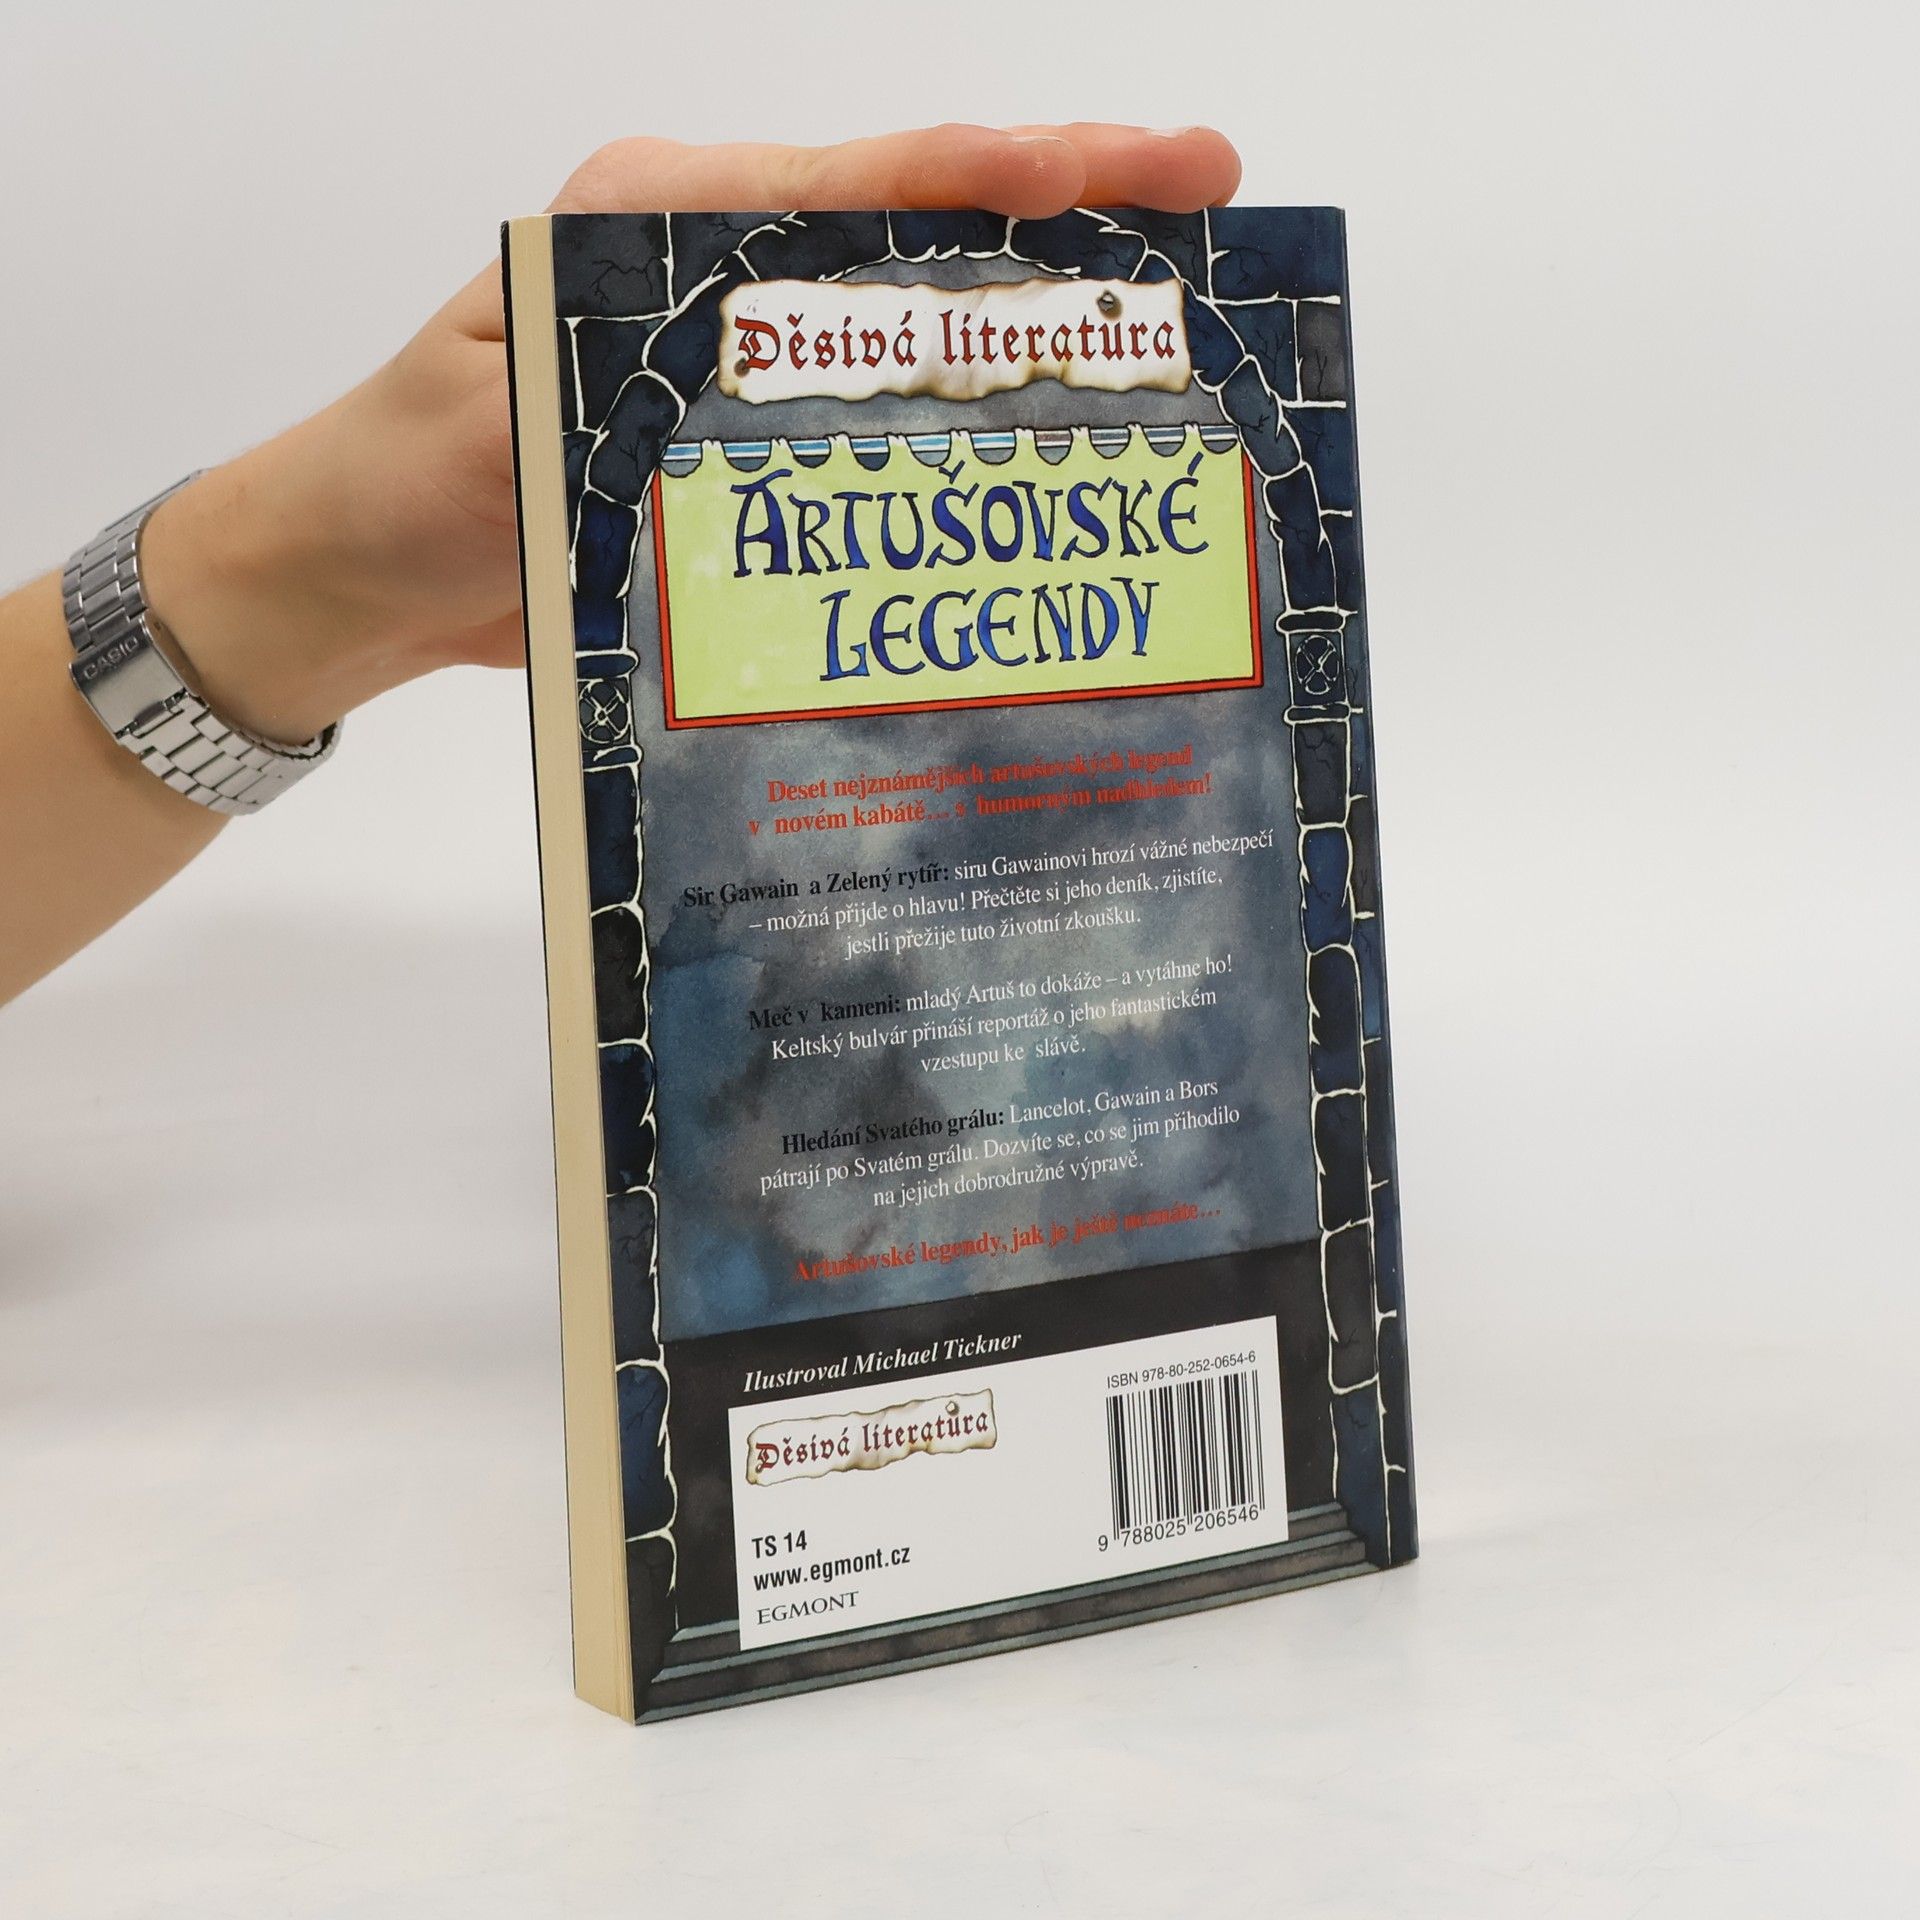 Děsivá literatura
ARTUŠOVSKÉ
LEGENDY
Deset nejznámějších artušovských legend
v novém kabátě... s humorným nadhledem!
Sir Gawain a Zelený rytíř: siru Gawainovi hrozí vážné nebezpečí
– možná přijde o hlavu! Přečtěte si jeho deník, zjistíte,
jestli přežije tuto životní zkoušku.
Meč v kameni: mladý Artuš to dokáže – a vytáhne ho!
Keltský bulvár přináší reportáž o jeho fantastickém
vzestupu ke slávě.
Hledání Svatého grálu: Lancelot, Gawain a Bors
pátrají po Svatém grálu. Dozvíte se, co se jim přihodilo
na jejich dobrodružné výpravě.
Artušovské legendy, jak je ještě neznáte...
Ilustroval Michael Tickner
ISBN 978-80-252-0654-6
Děsivá literatura
TS 14
www.egmont.cz
EGMONT
9 788025 206546
CASIO